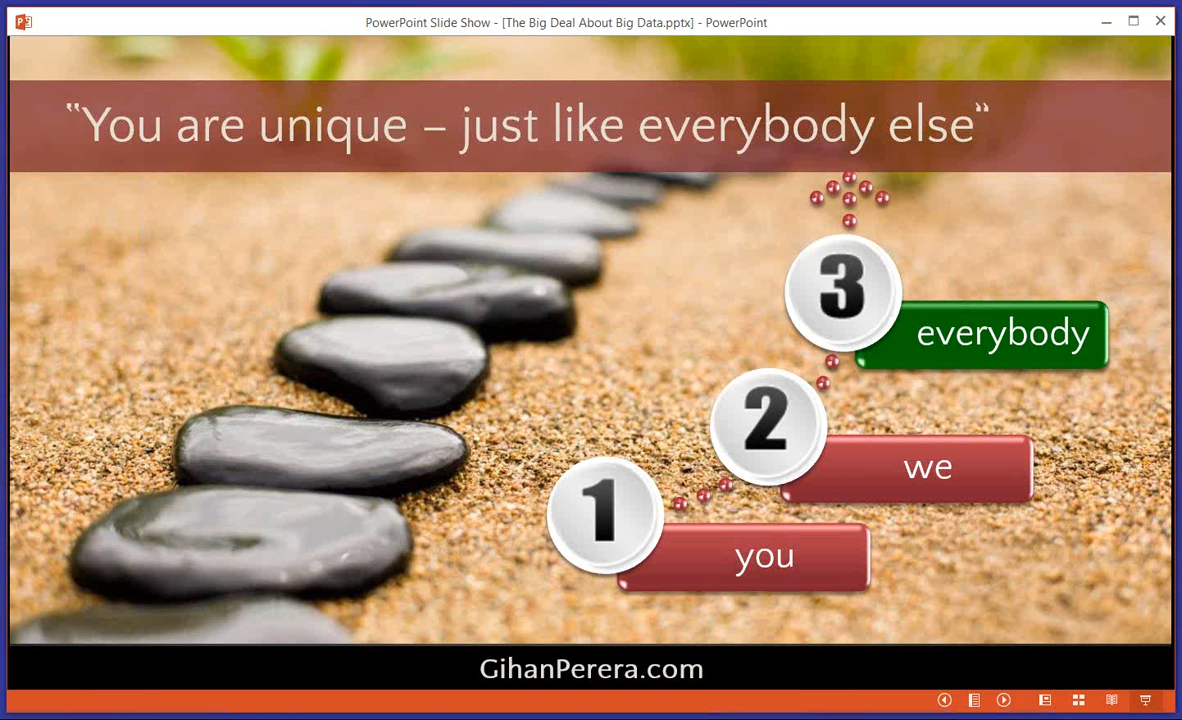 PowerPoint Slide Show - [The Big Deal About Big Data.pptx] - PowerPoint
“You are unique – just like everybody else“
3
everybody
2
we
1
you
GihanPerera.com